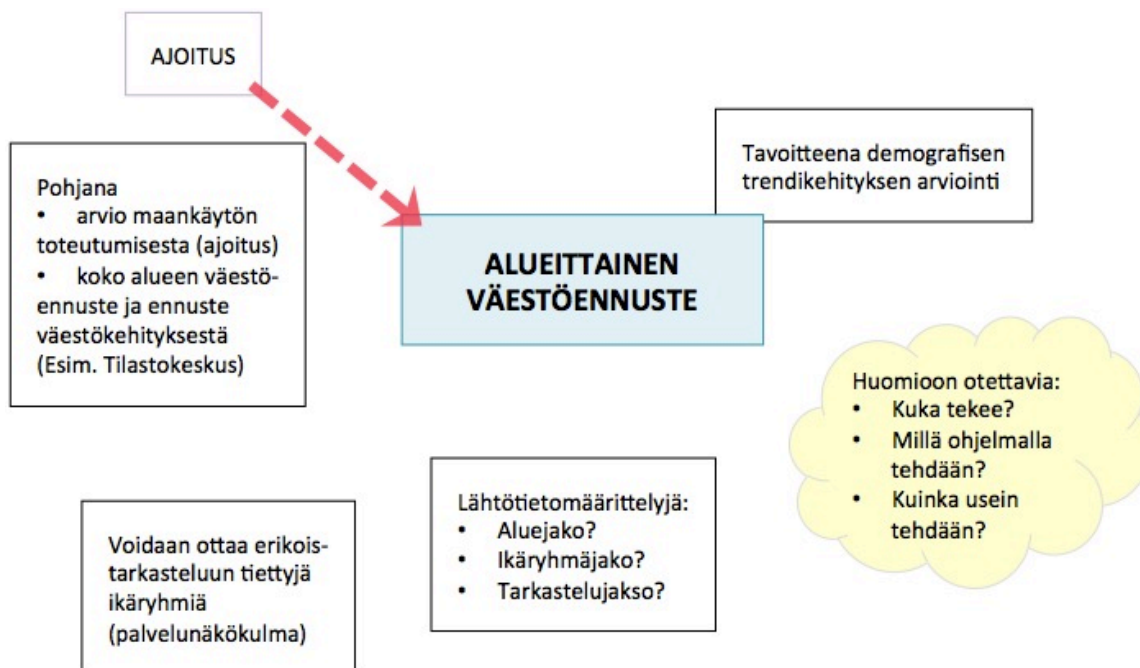 AJOITUS
Pohjana
• arvio maankäytön
toteutumisesta (ajoitus)
• koko alueen väestö-
ennuste ja ennuste
väestökehityksestä
(Esim. Tilastokeskus)
Tavoitteena demografisen
trendikehityksen arviointi
ALUEITTAINEN
VÄESTÖENNUSTE
Huomioon otettavia:
• Kuka tekee?
• Millä ohjelmalla
tehdään?
• Kuinka usein
tehdään?
Lähtötietomäärittelyjä:
• Aluejako?
• Ikäryhmäjako?
• Tarkastelujakso?
Voidaan ottaa erikois-
tarkasteluun tiettyjä
ikäryhmiä
(palvelunäkökulma)